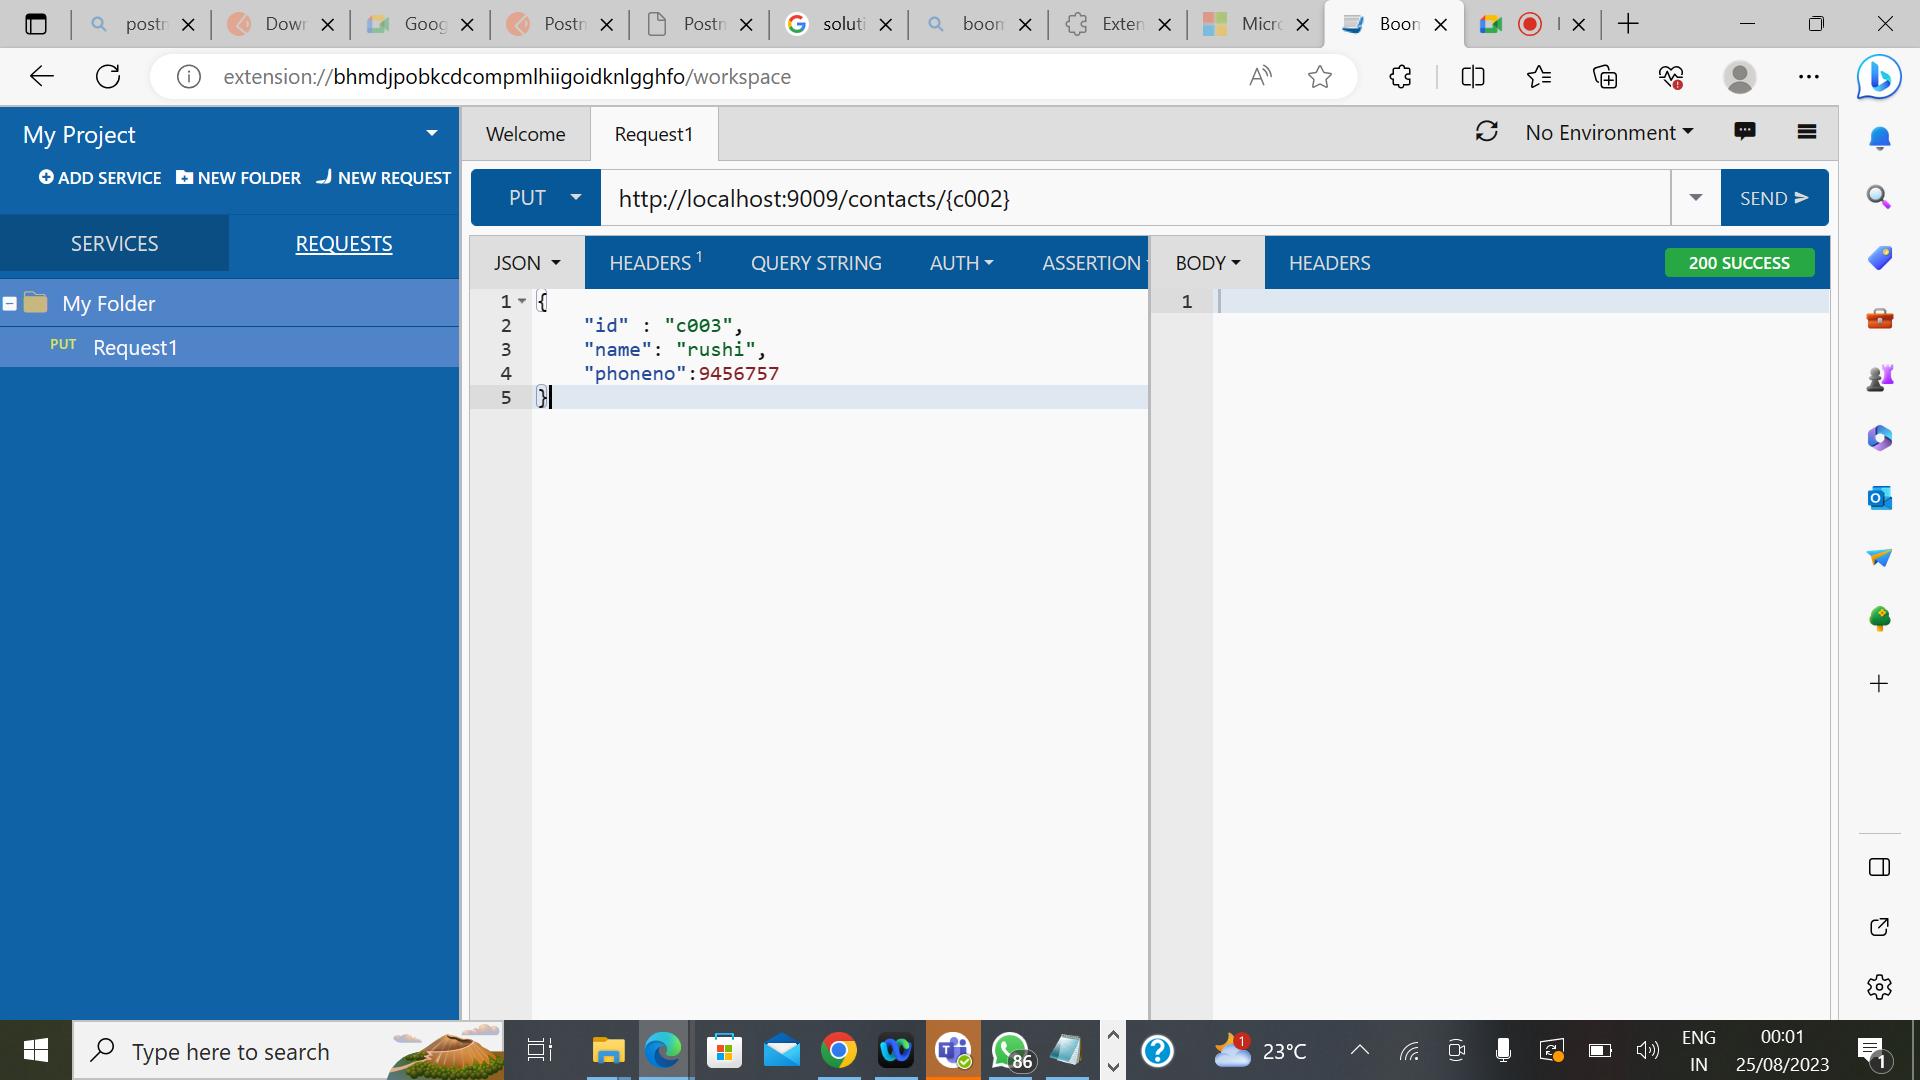 postn
Down
Goog
Postn
Postn
soluti
boon
Exten
Micro
Boon
extension://bhmdjpobkcdcompmlhiigoidknlgghfo/workspace
My Project
Welcome
Request1
No Environment
ADD SERVICE
NEW FOLDER
NEW REQUEST
PUT
http://localhost:9009/contacts/{c002}
SEND
SERVICES
REQUESTS
JSON
HEADERS 1
QUERY STRING
AUTH
ASSERTION
BODY
HEADERS
200 SUCCESS
My Folder
PUT Request1
1 {
2 "id" : "c003",
3 "name": "rushi",
4 "phoneno":9456757
5 }
1
Type here to search
86
1
23°C
ENG
IN
00:01
25/08/2023
1